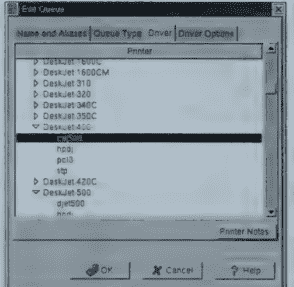 Edit Queue
Name and Aliases Queue Type Driver Driver Options
Printer
DeskJet 1600C
DeskJet 1600CM
DeskJet 310
DeskJet 320
DeskJet 340C
DeskJet 350C
DeskJet 400
hpdj
pcl3
stp
DeskJet 420C
DeskJet 500
djet500
hpdj
Printer Notes
OK
Cancel
? Help